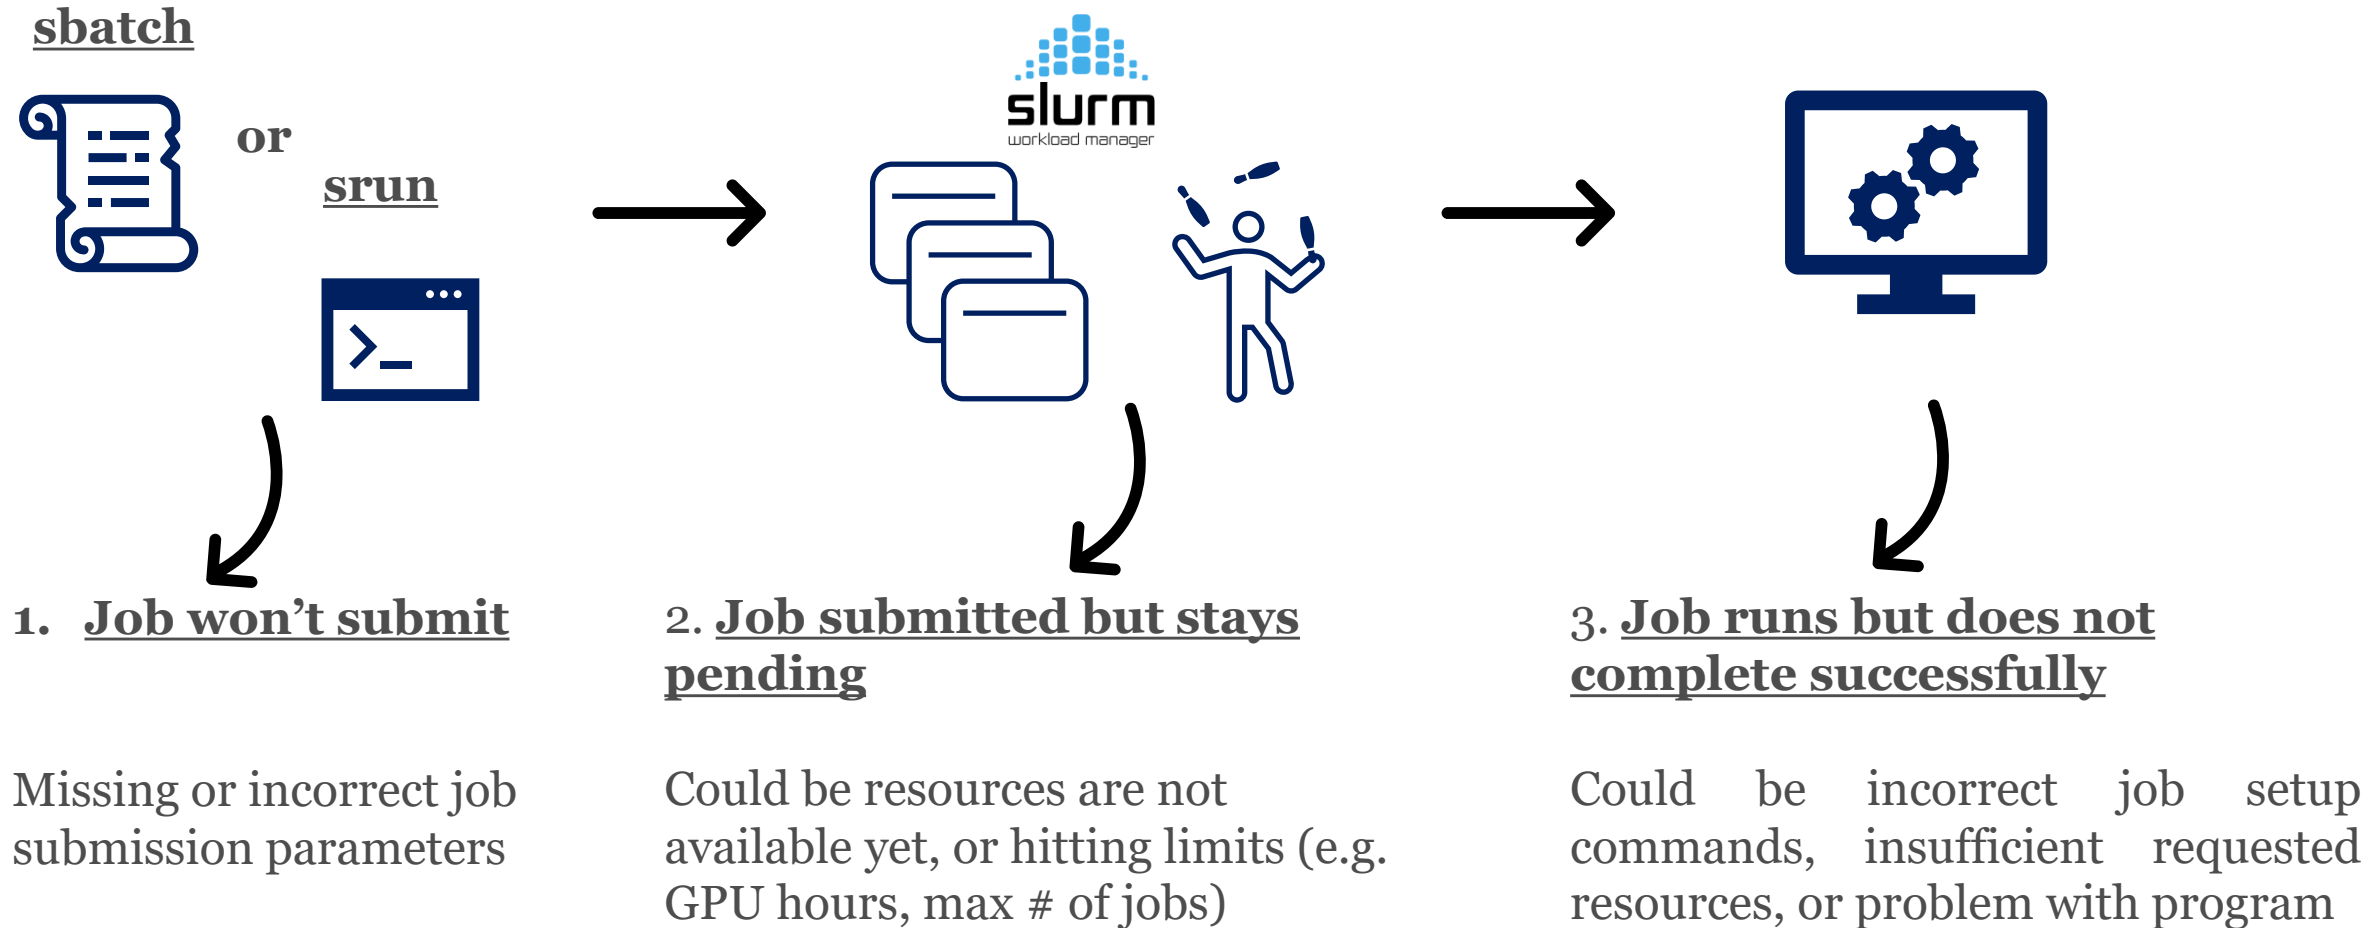 sbatch
or
srun
slurm
workload manager
>_
1. Job won’t submit
Missing or incorrect job
submission parameters
2. Job submitted but stays
pending
Could be resources are not
available yet, or hitting limits (e.g.
GPU hours, max # of jobs)
3. Job runs but does not
complete successfully
Could be incorrect job setup
commands, insufficient requested
resources, or problem with program